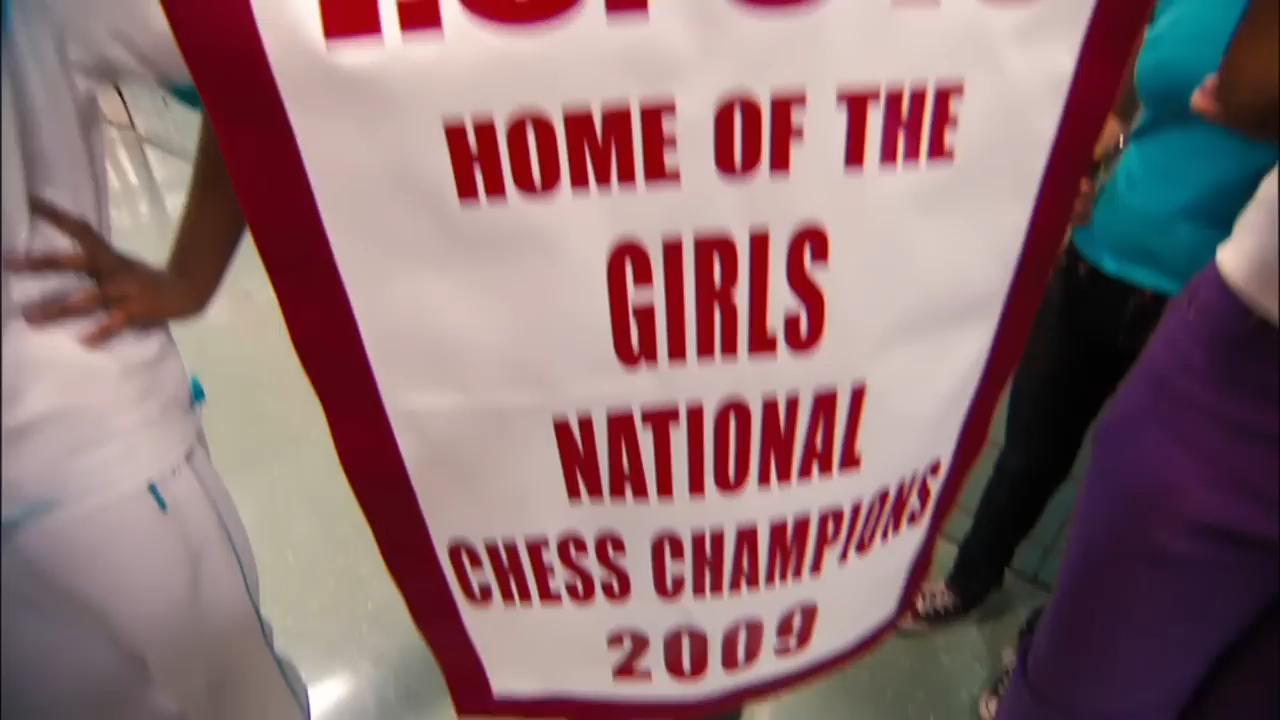 HOME OF THE
GIRLS
NATIONAL
CHESS CHAMPIONS
2009